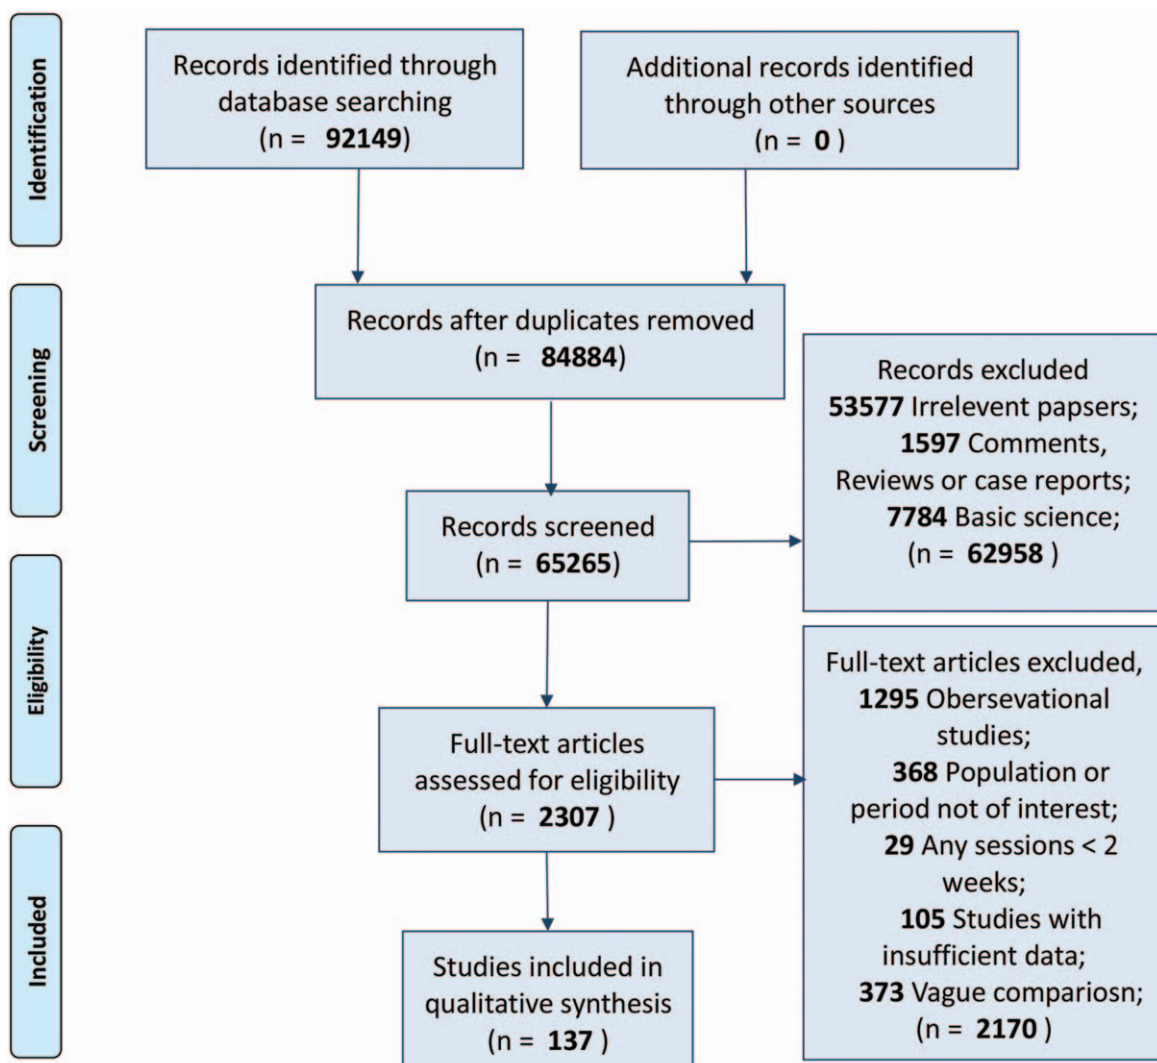 Identification
Records identified through
database searching
(n = 92149)
Additional records identified
through other sources
(n = 0 )
Screening
Records after duplicates removed
(n = 84884)
Records screened
(n = 65265)
Records excluded
53577 Irrelevent papsers;
1597 Comments,
Reviews or case reports;
7784 Basic science;
(n = 62958 )
Eligibility
Full-text articles
assessed for eligibility
(n = 2307 )
Full-text articles excluded,
1295 Obersevational
studies;
368 Population or
period not of interest;
29 Any sessions < 2
weeks;
105 Studies with
insufficient data;
373 Vague compariosn;
(n = 2170 )
Included
Studies included in
qualitative synthesis
(n = 137 )